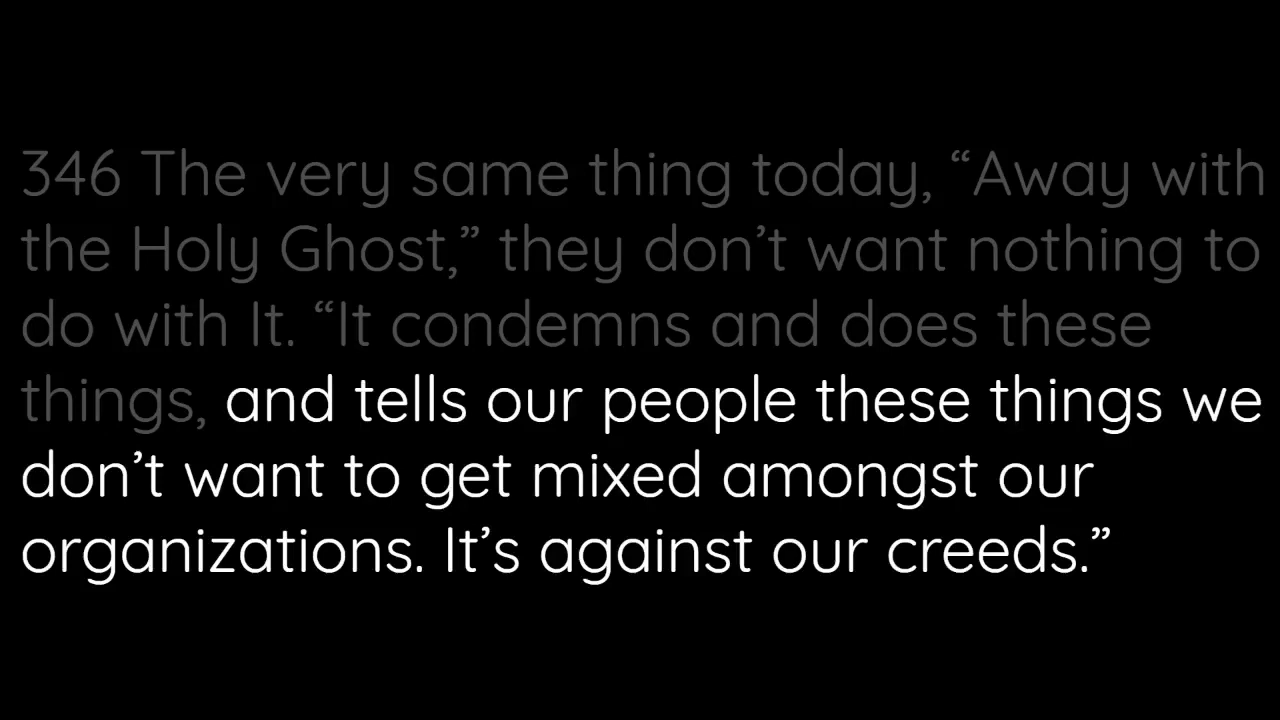 346 The very same thing today, “Away with
the Holy Ghost,” they don’t want nothing to
do with It. “It condemns and does these
things, and tells our people these things we
don’t want to get mixed amongst our
organizations. It’s against our creeds.”